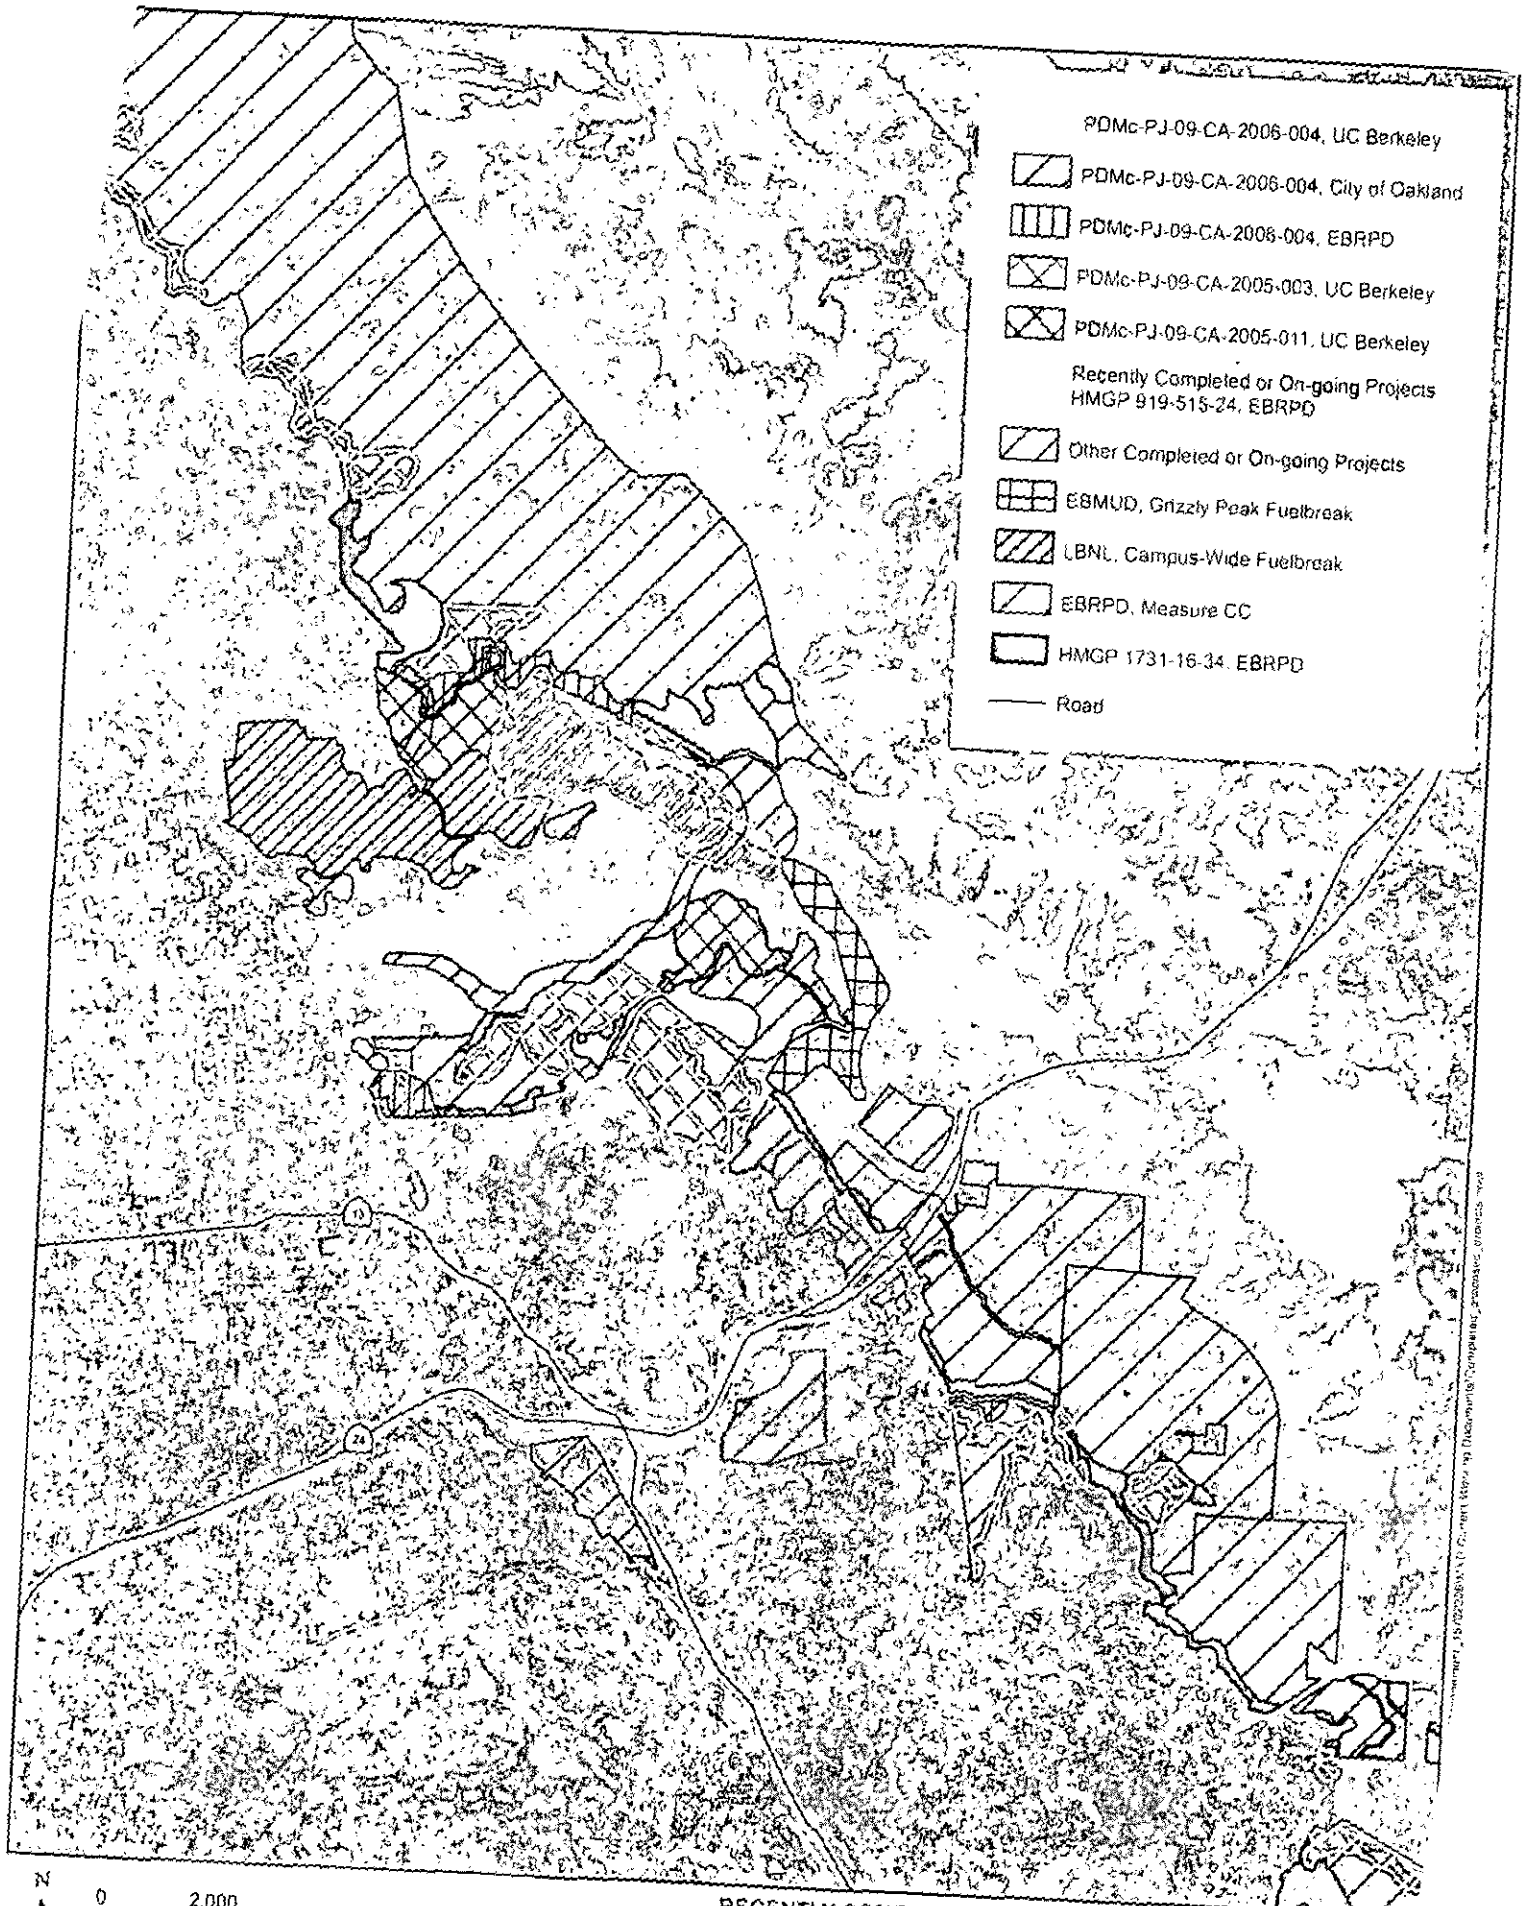 PDMc-PJ-09-CA-2006-004, UC Berkeley
PDMc-PJ-09-CA-2006-004, City of Oakland
PDMc-PJ-09-CA-2006-004, EBRPD
PDMc-PJ-09-CA-2005-003, UC Berkeley
PDMc-PJ-09-CA-2005-011, UC Berkeley
Recently Completed or On-going Projects
HMGP 919-515-24, EBRPD
Other Completed or On-going Projects
EBMUD, Grizzly Peak Fuelbreak
LBNL, Campus-Wide Fuelbreak
EBRPD, Measure CC
HMGP 1731-16-34, EBRPD
Road
13
24
N
0 2,000
RECENTLY